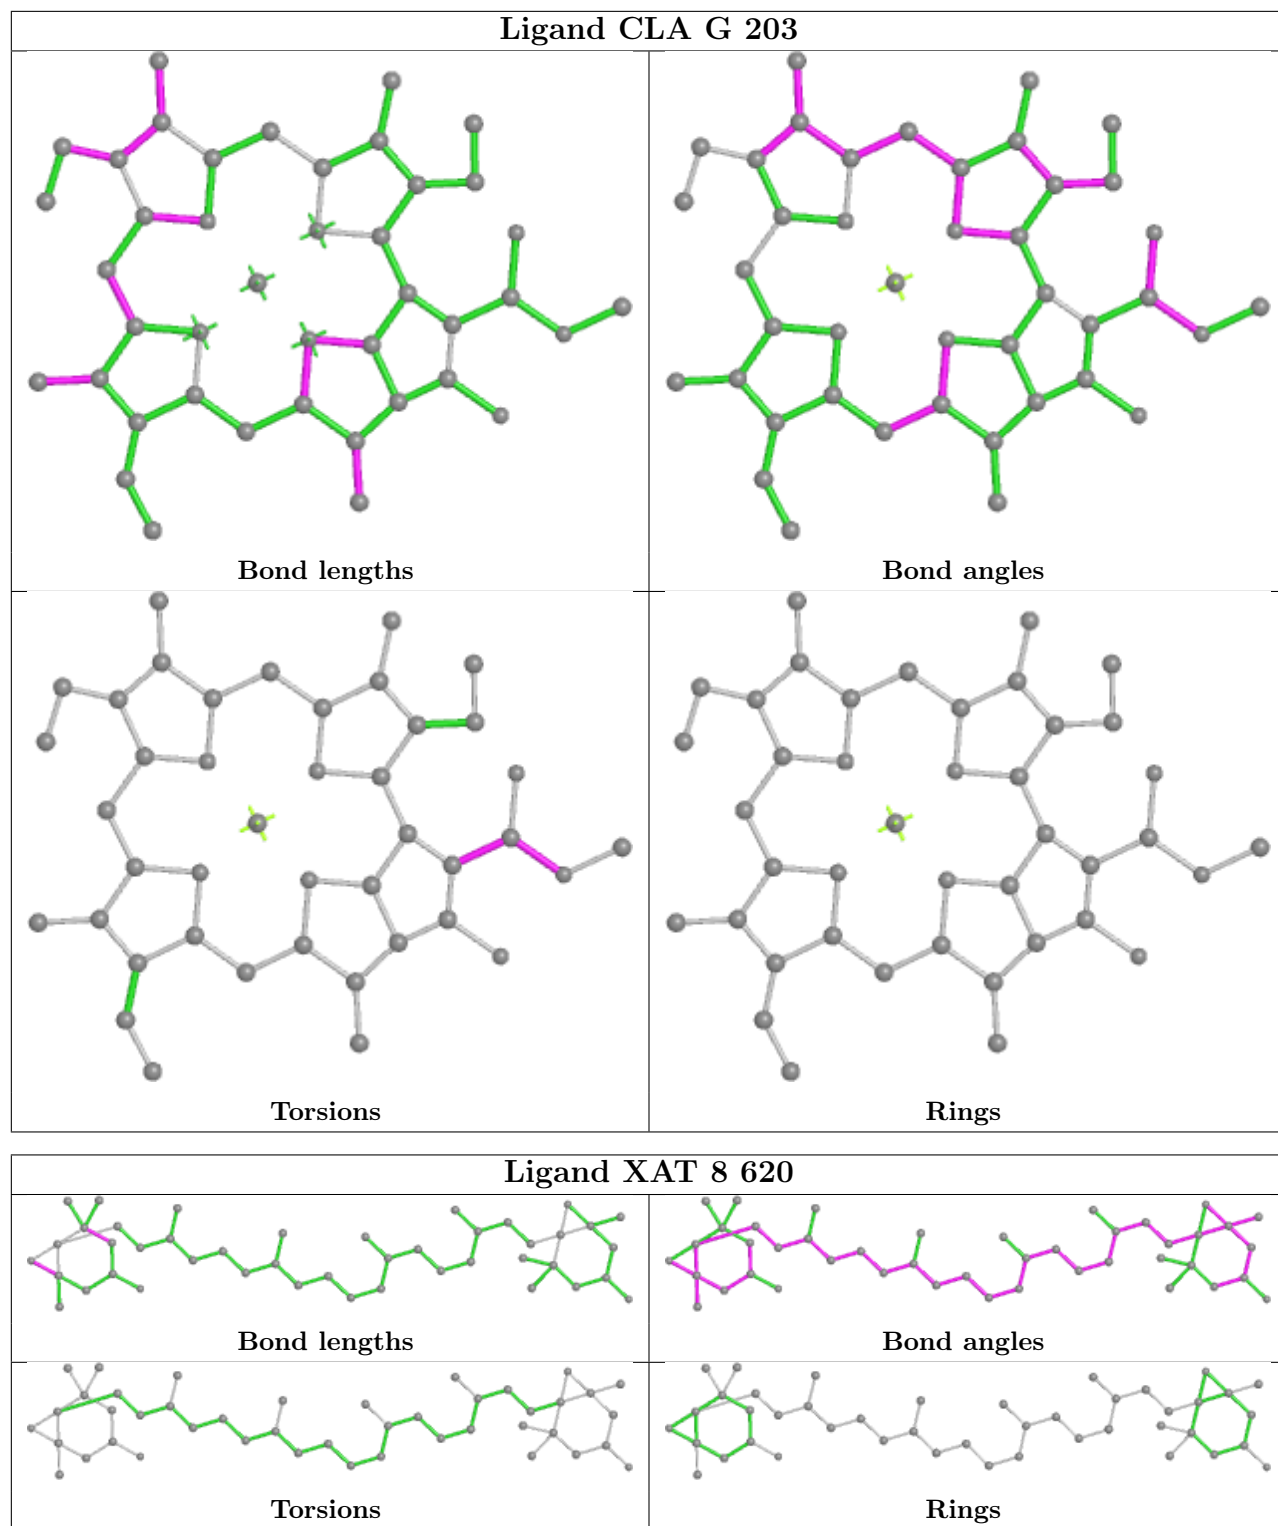 Ligand CLA G 203
Bond lengths
Bond angles
Torsions
Rings
Ligand XAT 8 620
Bond lengths
Bond angles
Torsions
Rings